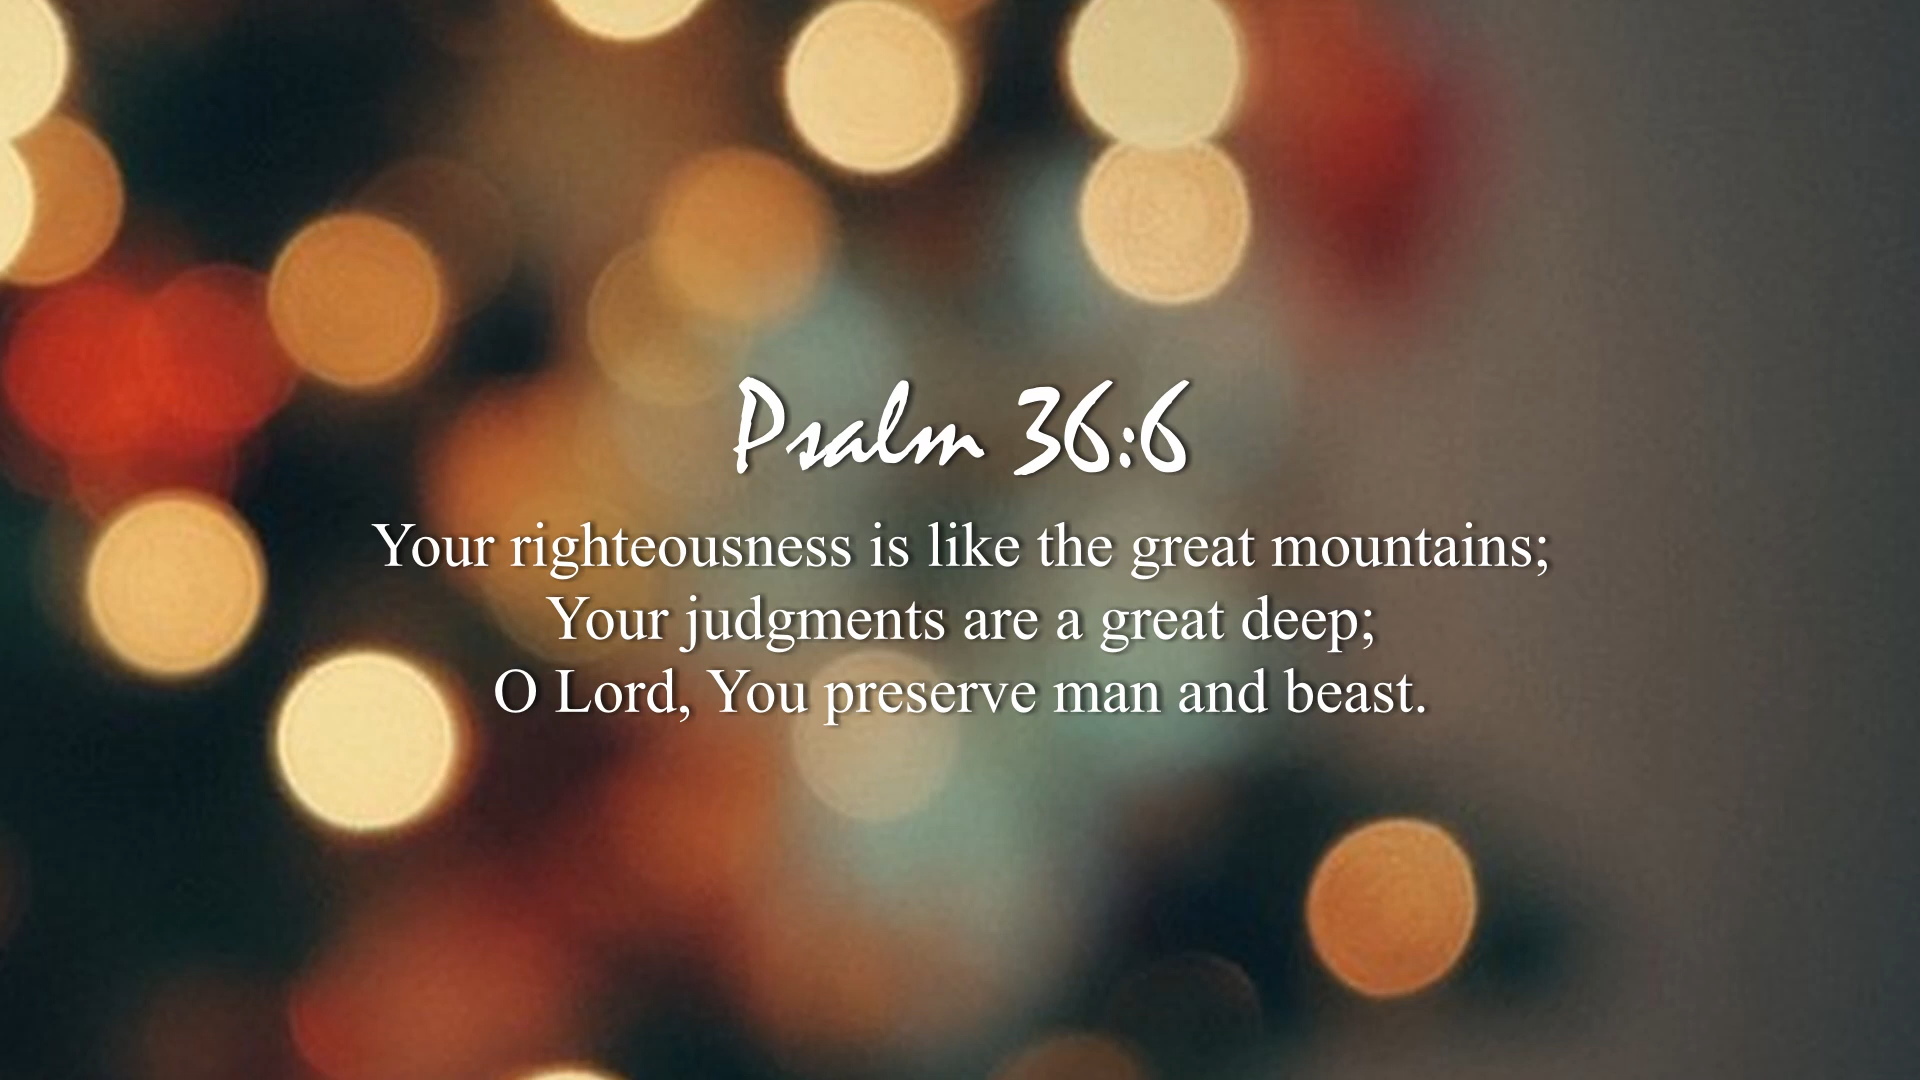 Psalm 36:6
Your righteousness is like the great mountains;
Your judgments are a great deep;
O Lord, You preserve man and beast.